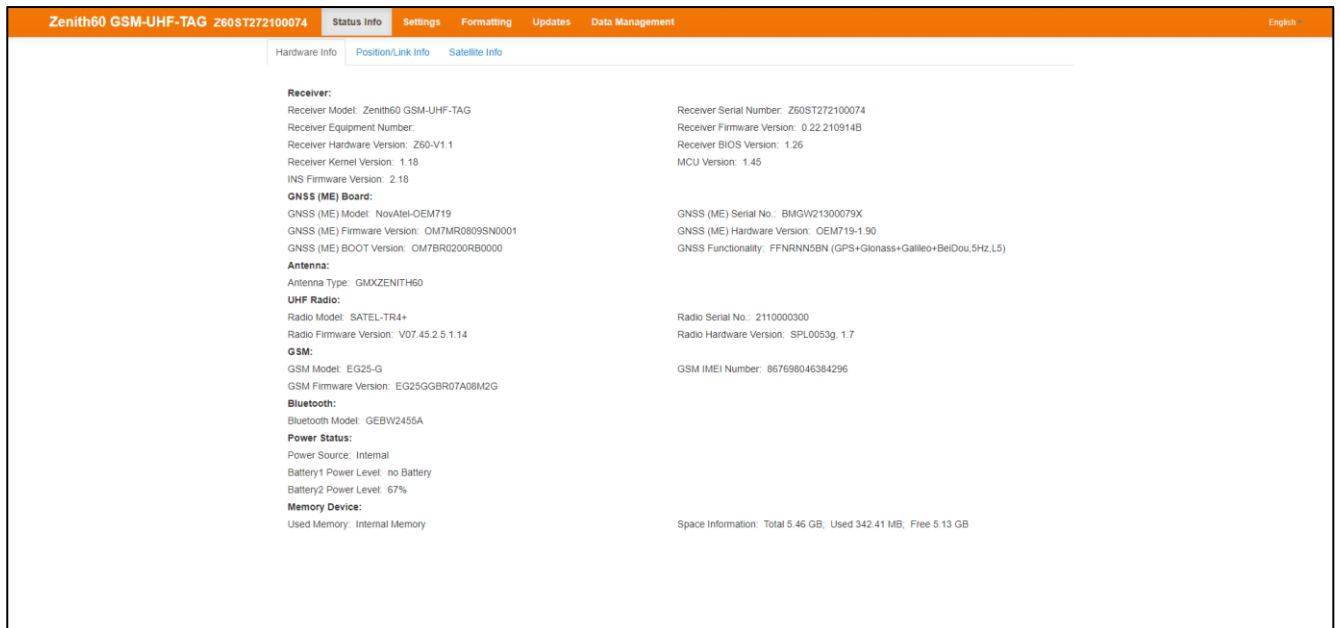 Zenith60 GSM-UHF-TAG Z60ST272100074 Status Info Settings Formatting Updates Data Management English
Hardware Info Position/Link Info Satellite Info
Receiver:
Receiver Model: Zenith60 GSM-UHF-TAG Receiver Serial Number: Z60ST272100074
Receiver Equipment Number: Receiver Firmware Version: 0.22.210914B
Receiver Hardware Version: Z60-V1.1 Receiver BIOS Version: 1.26
Receiver Kernel Version: 1.18 MCU Version: 1.45
INS Firmware Version: 2.18
GNSS (ME) Board:
GNSS (ME) Model: NovAtel-OEM719 GNSS (ME) Serial No.: BMGW21300079X
GNSS (ME) Firmware Version: OM7MR0809SN0001 GNSS (ME) Hardware Version: OEM719-1.90
GNSS (ME) BOOT Version: OM7BR0200RB0000 GNSS Functionality: FFNRNN5BN (GPS+Glonass+Galileo+BeiDou,5Hz,L5)
Antenna:
Antenna Type: GMXZENITH60
UHF Radio:
Radio Model: SATEL-TR4+ Radio Serial No.: 2110000300
Radio Firmware Version: V07.45.2.5.1.14 Radio Hardware Version: SPL0053g, 1.7
GSM:
GSM Model: EG25-G GSM IMEI Number: 867698046384296
GSM Firmware Version: EG25GGBR07A08M2G
Bluetooth:
Bluetooth Model: GEBW2455A
Power Status:
Power Source: Internal
Battery1 Power Level: no Battery
Battery2 Power Level: 67%
Memory Device:
Used Memory: Internal Memory Space Information: Total 5.46 GB; Used 342.41 MB; Free 5.13 GB